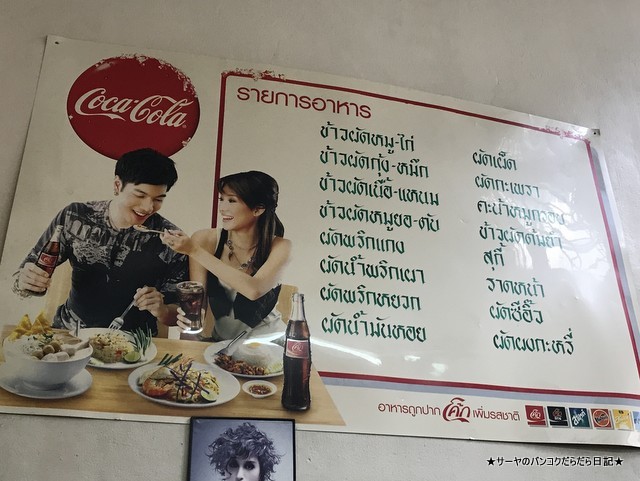 Coca-Cola
รายการอาหาร
ข้าวผัดหมู-ไก่
ข้าวผัดกุ้ง-หมึก
ข้าวผัดเนื้อ-แหนม
ข้าวผัดหมูยอ-ตับ
ผัดพริกแกง
ผัดน้ำพริกเผา
ผัดพริกหยวก
ผัดน้ำมันหอย
ผัดเผ็ด
ผัดกะเพรา
คะน้าหมูกรอบ
ข้าวผัดต้มยำ
สุกี้
ราดหน้า
ผัดซีอิ๊ว
ผัดผงกะหรี่
อาหารถูกปาก โค้ก เพิ่มรสชาติ
★サーヤのバンコクだらだら日記★